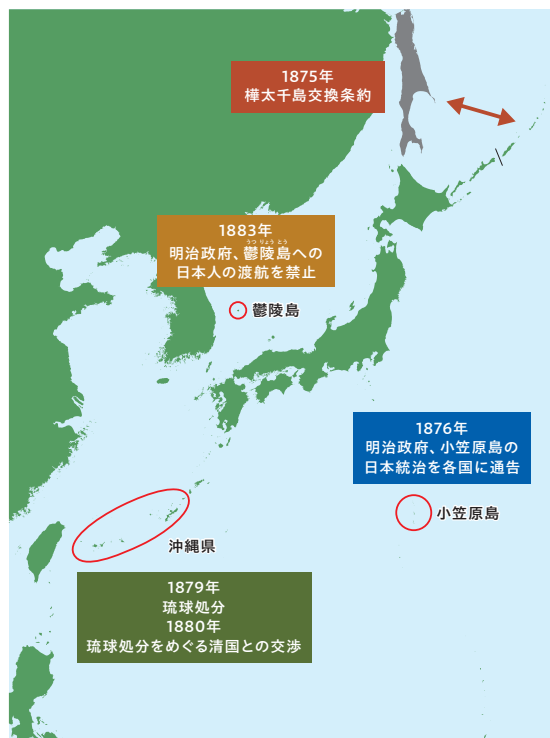 1875年
樺太千島交換条約
1883年
うつりょうとう
明治政府、鬱陵島への
日本人の渡航を禁止
鬱陵島
1876年
明治政府、小笠原島の
日本統治を各国に通告
小笠原島
沖縄県
1879年
琉球処分
1880年
琉球処分をめぐる清国との交渉